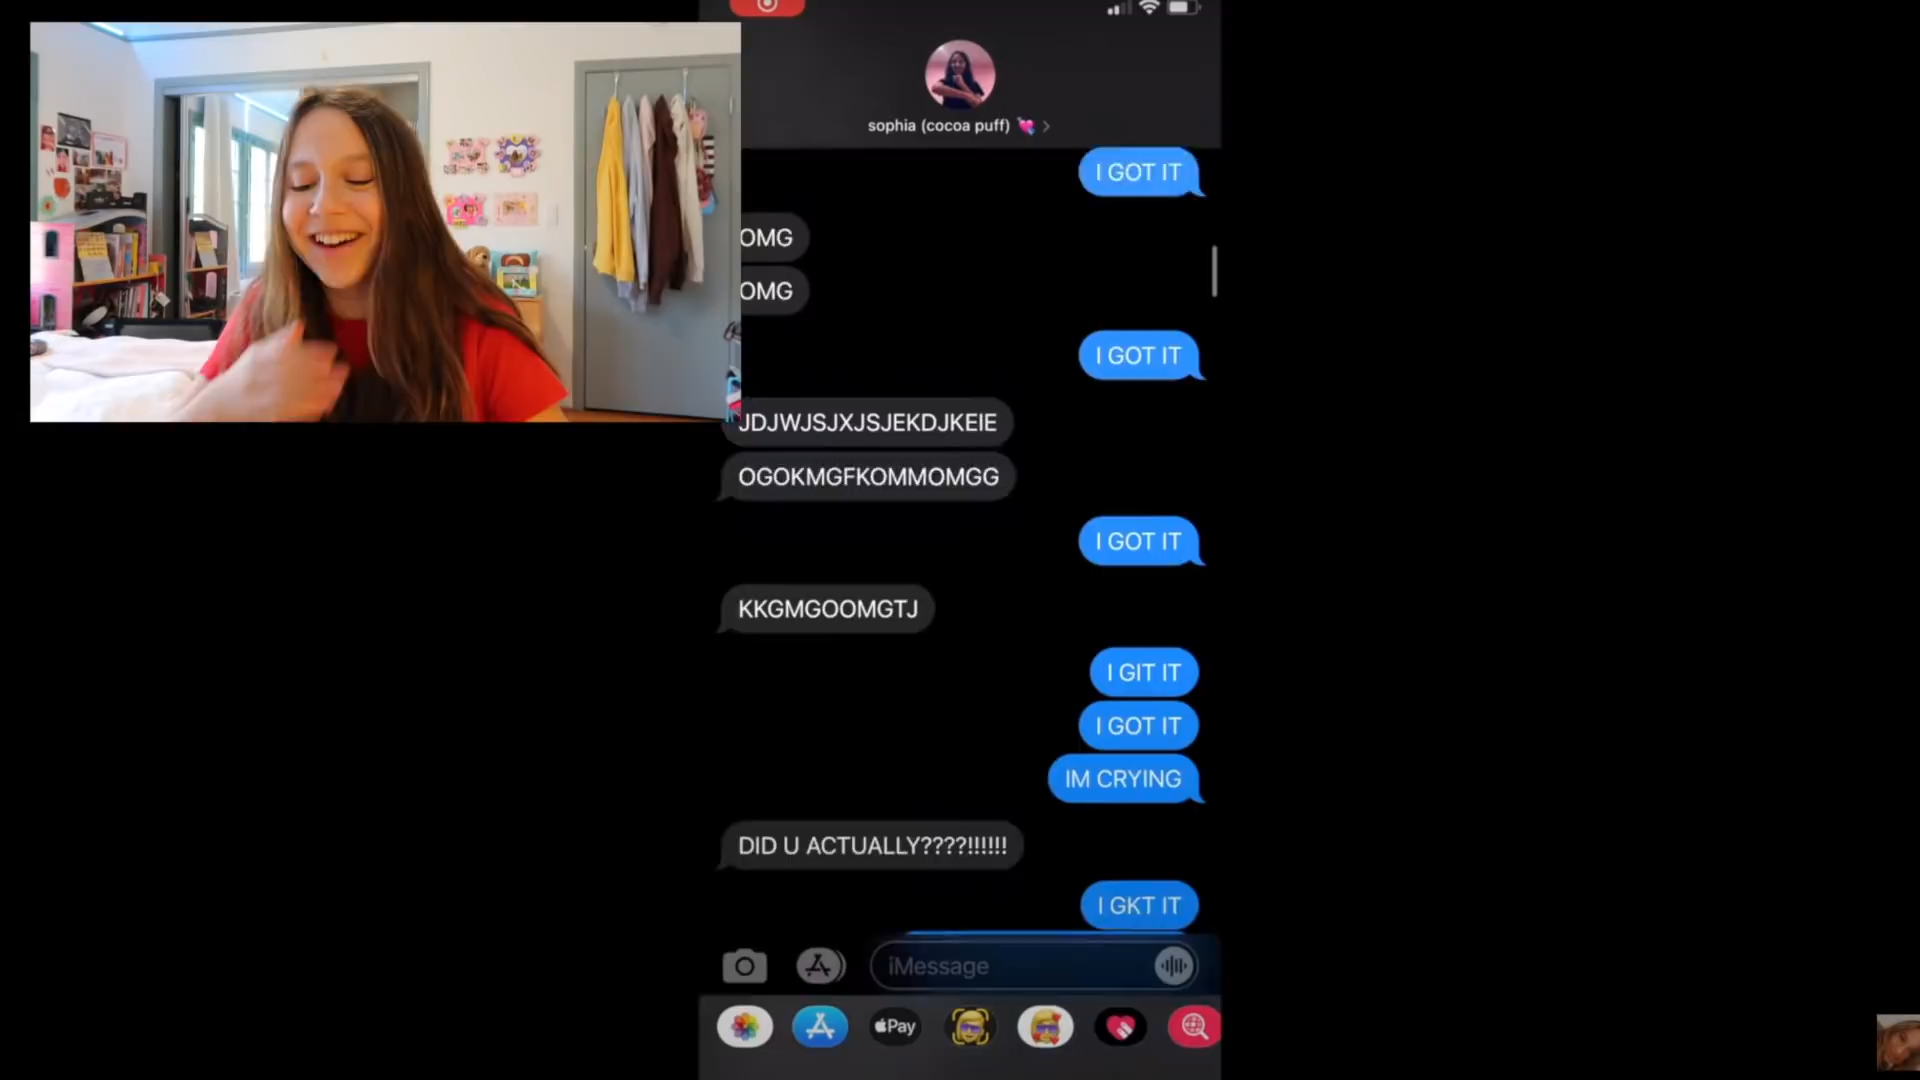 sophia (cocoa puff) 💘 >
I GOT IT
OMG
OMG
I GOT IT
JDJWJSJXJSJEKDJKEIE
OGOKMGFKOMMOMGG
I GOT IT
KKGMGOOMGTJ
I GIT IT
I GOT IT
IM CRYING
DID U ACTUALLY????!!!!!!
I GKT IT
iMessage
Pay